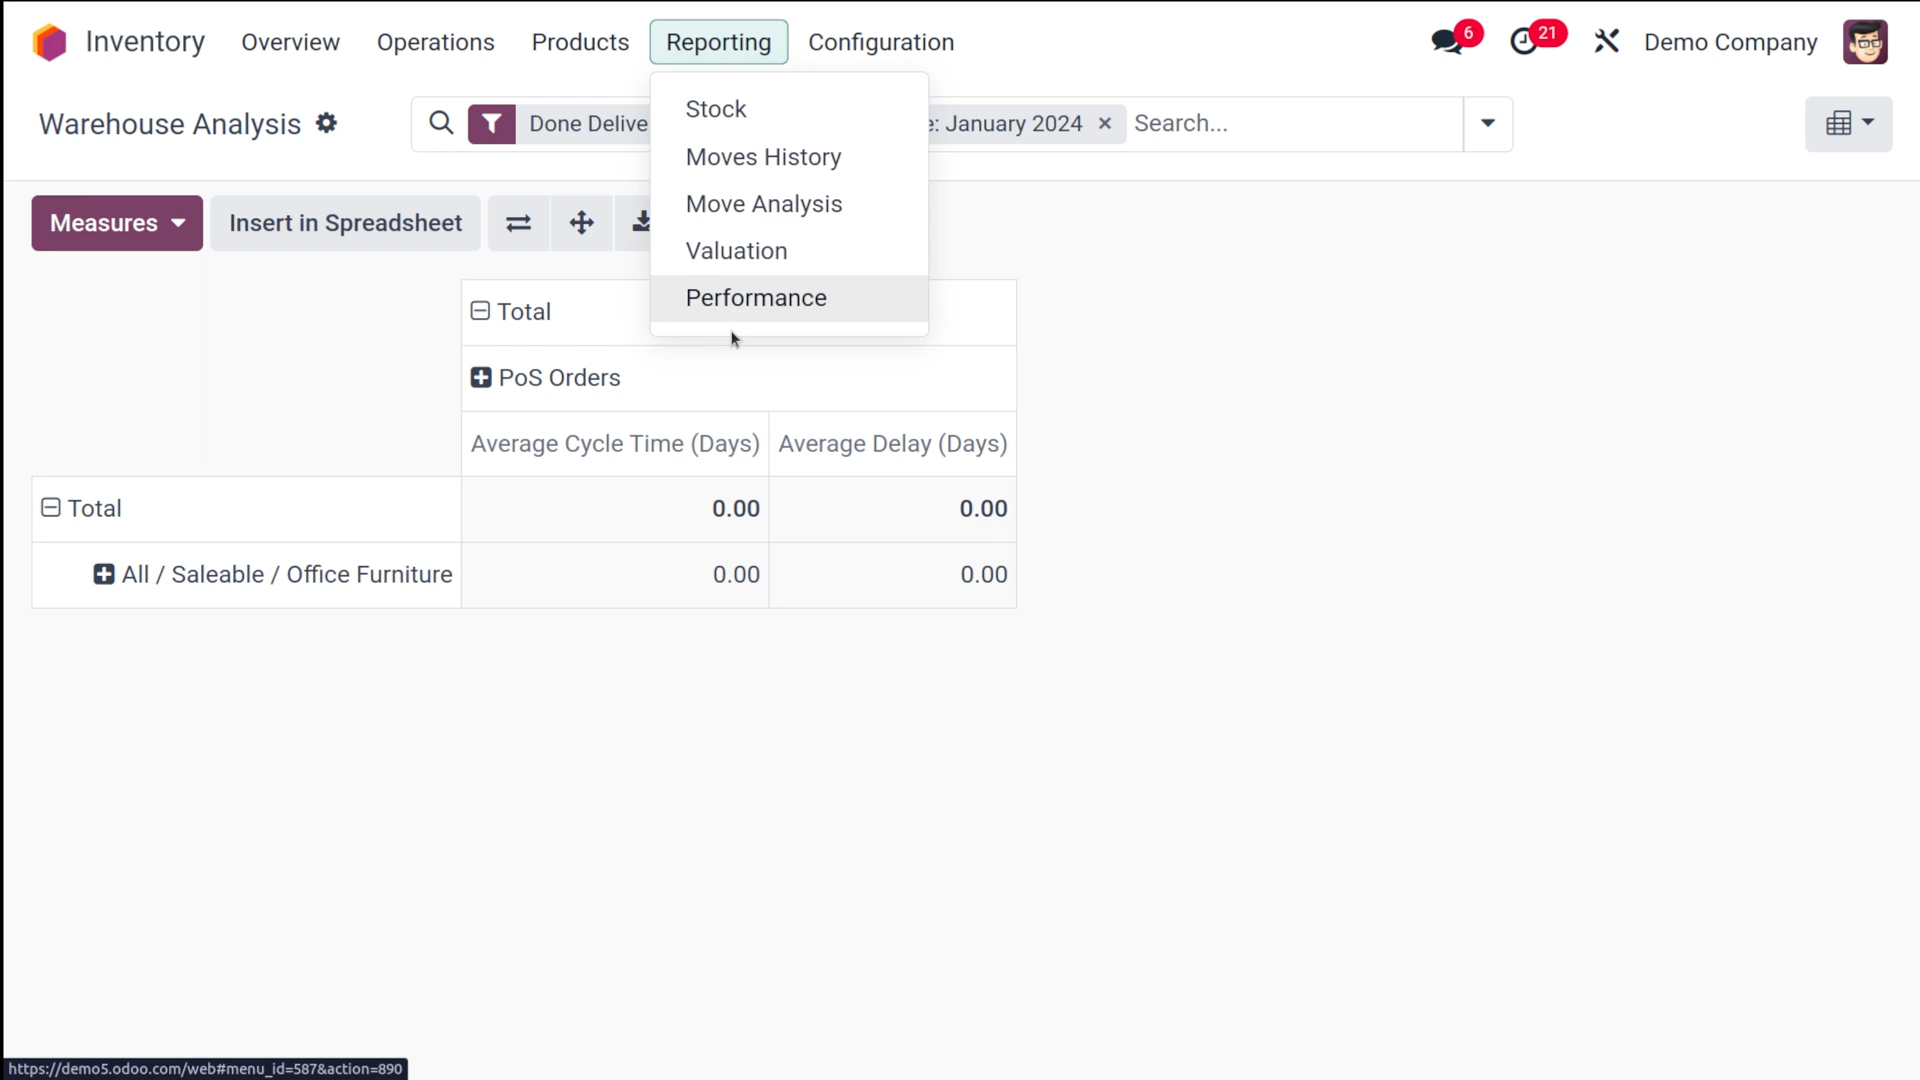 Inventory Overview Operations Products Reporting Configuration 6 21 Demo Company
Warehouse Analysis Done Delive e: January 2024 × Search...
Stock
Moves History
Move Analysis
Valuation
Performance
Measures Insert in Spreadsheet
Total
PoS Orders
Average Cycle Time (Days) Average Delay (Days)
Total 0.00 0.00
All / Saleable / Office Furniture 0.00 0.00
https://demo5.odoo.com/web#menu_id=587&action=890